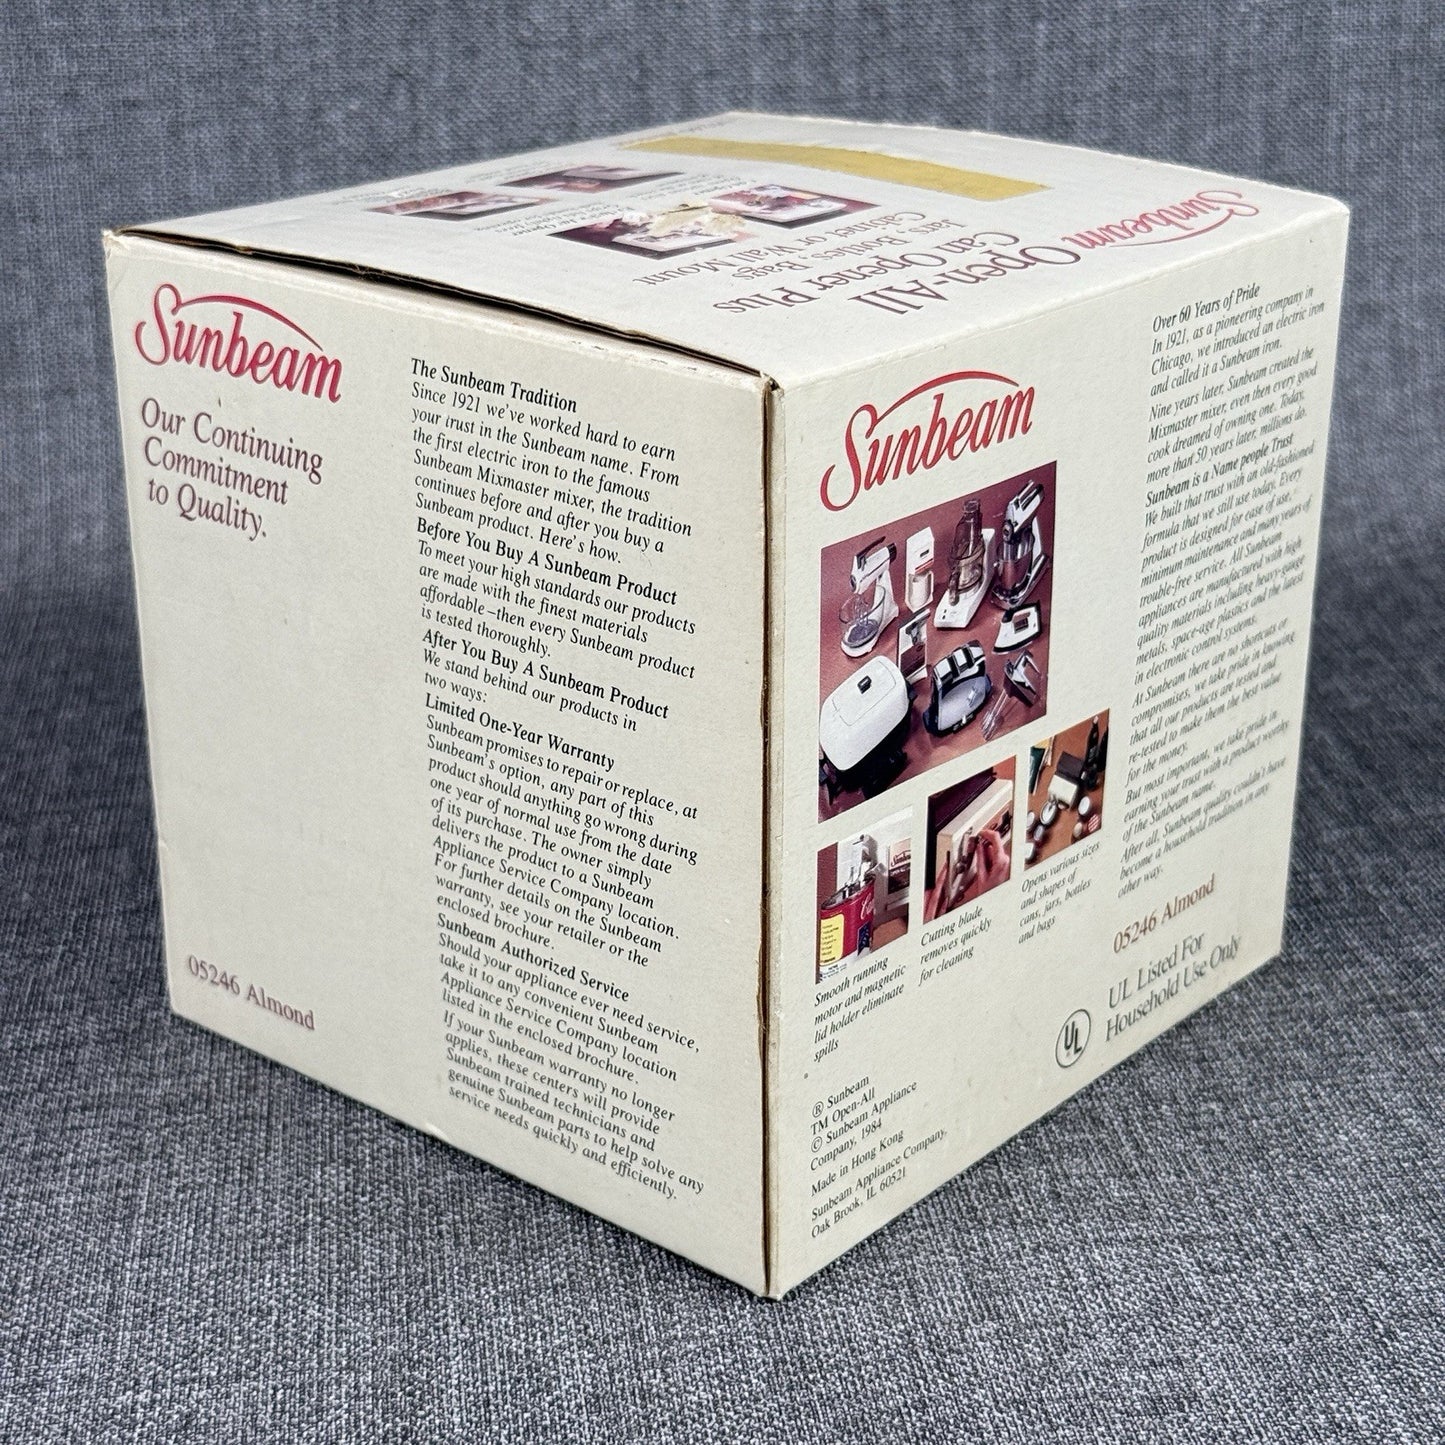 Sunbeam
Open-All
Can Opener Plus
Jars, Bottles, Bags
Cabinet or Wall Mount
Sunbeam
Our Continuing
Commitment
to Quality.
05246 Almond
The Sunbeam Tradition
Since 1921 we've worked hard to earn
your trust in the Sunbeam name. From
the first electric iron to the famous
Sunbeam Mixmaster mixer, the tradition
continues before and after you buy a
Sunbeam product. Here's how.
Before You Buy A Sunbeam Product
To meet your high standards our products
are made with the finest materials
affordable—then every Sunbeam product
is tested thoroughly.
After You Buy A Sunbeam Product
We stand behind our products in
two ways:
Limited One-Year Warranty
Sunbeam promises to repair or replace, at
Sunbeam's option, any part of this
product should anything go wrong during
one year of normal use from the date
of its purchase. The owner simply
delivers the product to a Sunbeam
Appliance Service Company location.
For further details on the Sunbeam
warranty, see your retailer or the
enclosed brochure.
Sunbeam Authorized Service
Should your appliance ever need service,
take it to any convenient Sunbeam
Appliance Service Company location
listed in the enclosed brochure.
If your Sunbeam warranty no longer
applies, these centers will provide
Sunbeam trained technicians and
genuine Sunbeam parts to help solve any
service needs quickly and efficiently.
Sunbeam
Smooth running
motor and magnetic
lid holder eliminate
spills
Cutting blade
removes quickly
for cleaning
Opens various sizes
and shapes of
cans, jars, bottles
and bags
® Sunbeam
TM Open-All
© Sunbeam Appliance
Company, 1984
Made in Hong Kong
Sunbeam Appliance Company,
Oak Brook, IL 60521
Over 60 Years of Pride
In 1921, as a pioneering company in
Chicago, we introduced an electric iron
and called it a Sunbeam iron.
Nine years later, Sunbeam created the
Mixmaster mixer, even then every good
cook dreamed of owning one. Today,
more than 50 years later, millions do.
Sunbeam is a Name people Trust
We built that trust with an old-fashioned
formula that we still use today. Every
product is designed for ease of use,
minimum maintenance and many years of
trouble-free service. All Sunbeam
appliances are manufactured with high
quality materials including heavy-gauge
metals, space-age plastics and the latest
in electronic control systems.
At Sunbeam there are no shortcuts or
compromises, we take pride in knowing
that all our products are tested and
re-tested to make them the best value
for the money.
But most important, we take pride in
earning your trust with a product worthy
of the Sunbeam name.
After all, Sunbeam quality couldn't have
become a household tradition in any
other way.
05246 Almond
UL
UL Listed For
Household Use Only